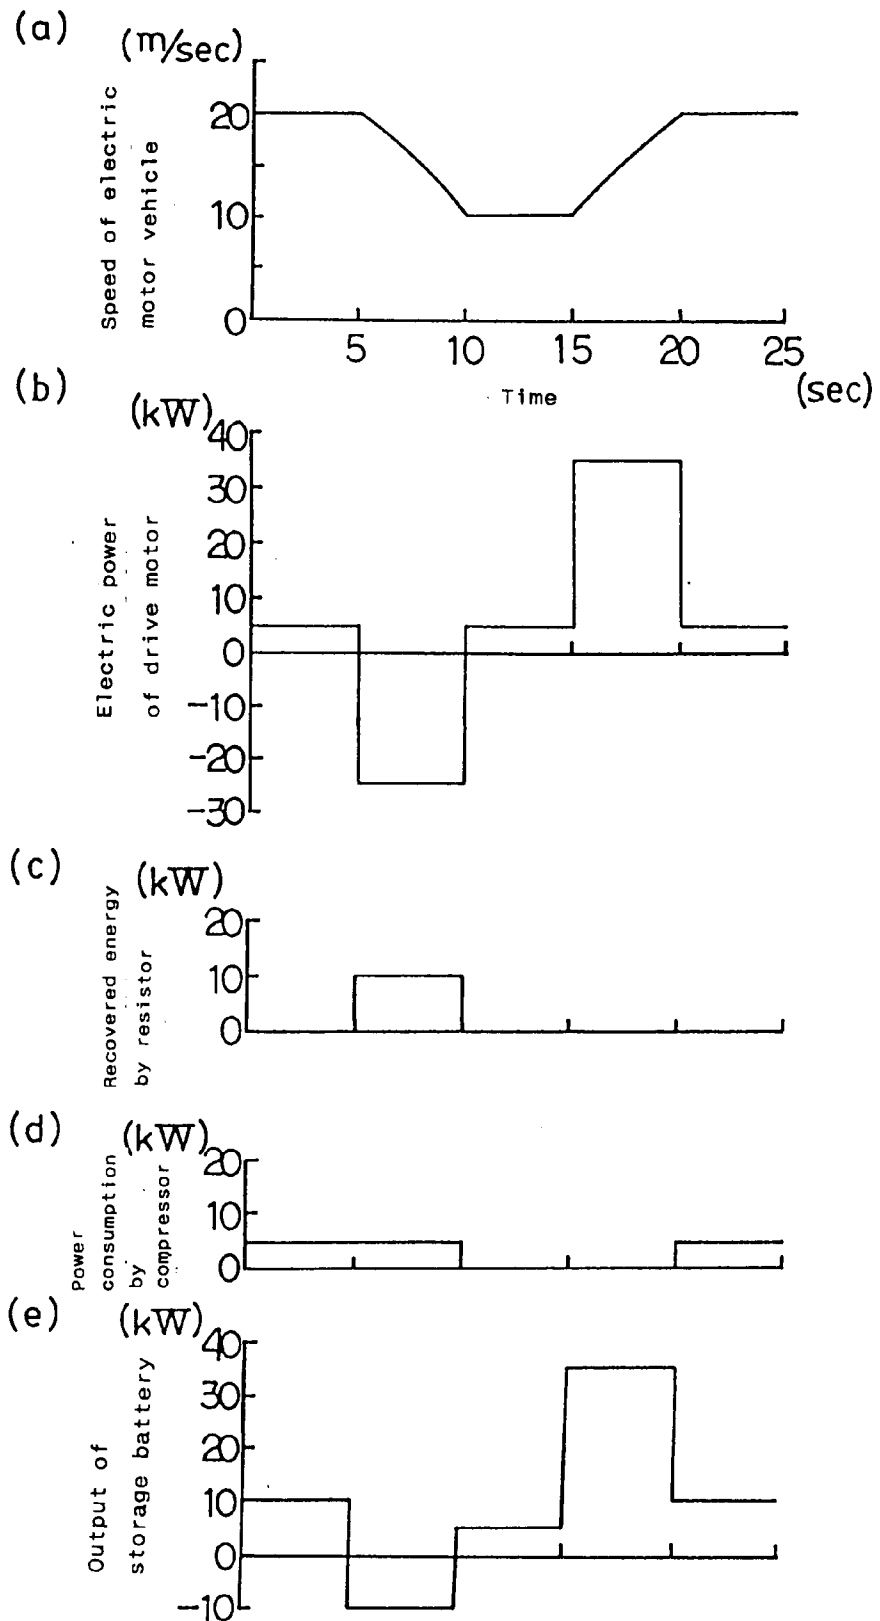 (a)
(m/sec)
Speed of electric
motor vehicle
20
10
0
5 10 15 20 25
Time
(sec)
(b)
(kW)
Electric power
of drive motor
40
30
20
10
0
-10
-20
-30
(c)
(kW)
Recovered energy
by resistor
20
10
0
(d)
(kW)
Power
consumption
by
compressor
20
10
0
(e)
(kW)
Output of
storage battery
40
30
20
10
0
-10